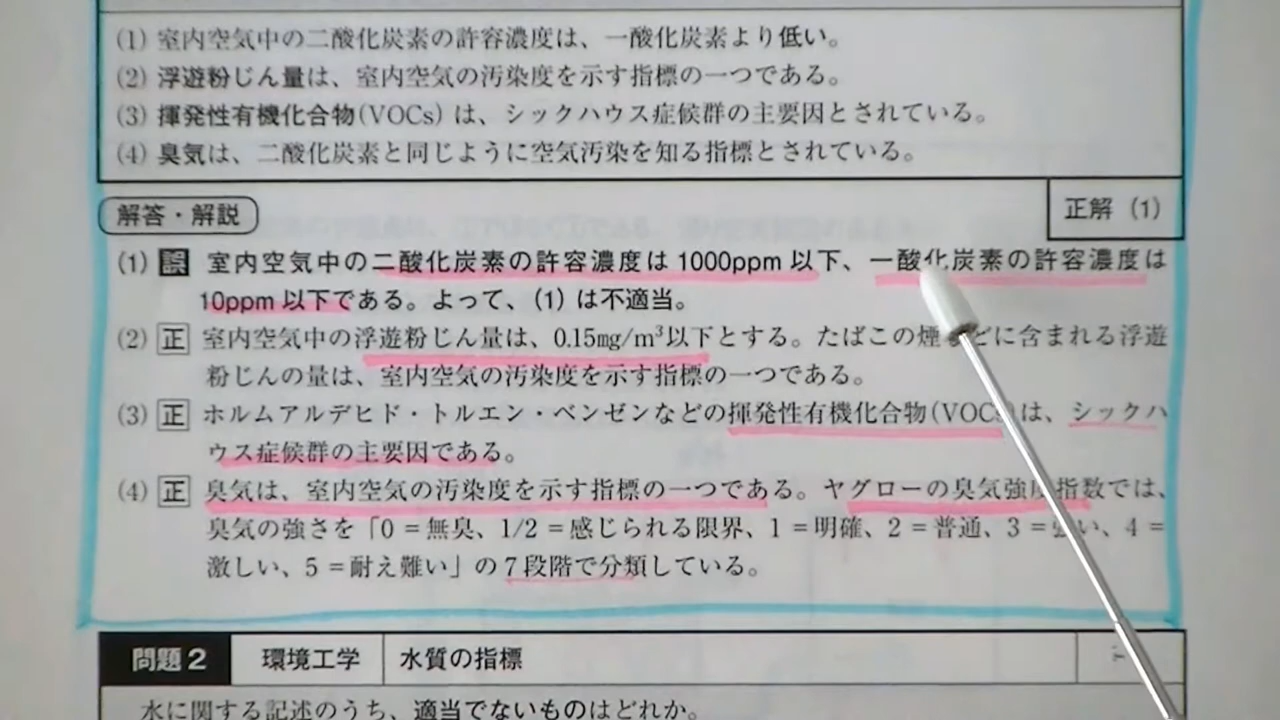 (1) 室内空気中の二酸化炭素の許容濃度は、一酸化炭素より低い。
(2) 浮遊粉じん量は、室内空気の汚染度を示す指標の一つである。
(3) 揮発性有機化合物(VOCs) は、シックハウス症候群の主要因とされている。
(4) 臭気は、二酸化炭素と同じように空気汚染を知る指標とされている。
解答・解説
正解 (1)
(1) 誤 室内空気中の二酸化炭素の許容濃度は 1000ppm 以下、一酸化炭素の許容濃度は
10ppm 以下である。よって、(1) は不適当。
(2) 正 室内空気中の浮遊粉じん量は、0.15mg/m³以下とする。たばこの煙などに含まれる浮遊
粉じんの量は、室内空気の汚染度を示す指標の一つである。
(3) 正 ホルムアルデヒド・トルエン・ベンゼンなどの揮発性有機化合物(VOCs)は、シックハ
ウス症候群の主要因である。
(4) 正 臭気は、室内空気の汚染度を示す指標の一つである。ヤグローの臭気強度指数では、
臭気の強さを「0 = 無臭、1/2 = 感じられる限界、1 = 明確、2 = 普通、3 = い、4 =
激しい、5 = 耐え難い」の 7 段階で分類している。
問題 2 環境工学 水質の指標
水に関する記述のうち、適当でないものはどれか。